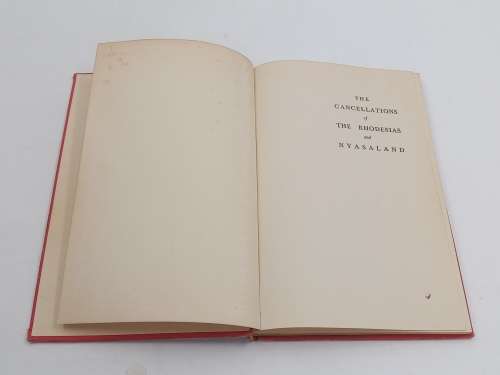 THE
CANCELLATIONS
of
THE RHODESIAS
and
NYASALAND